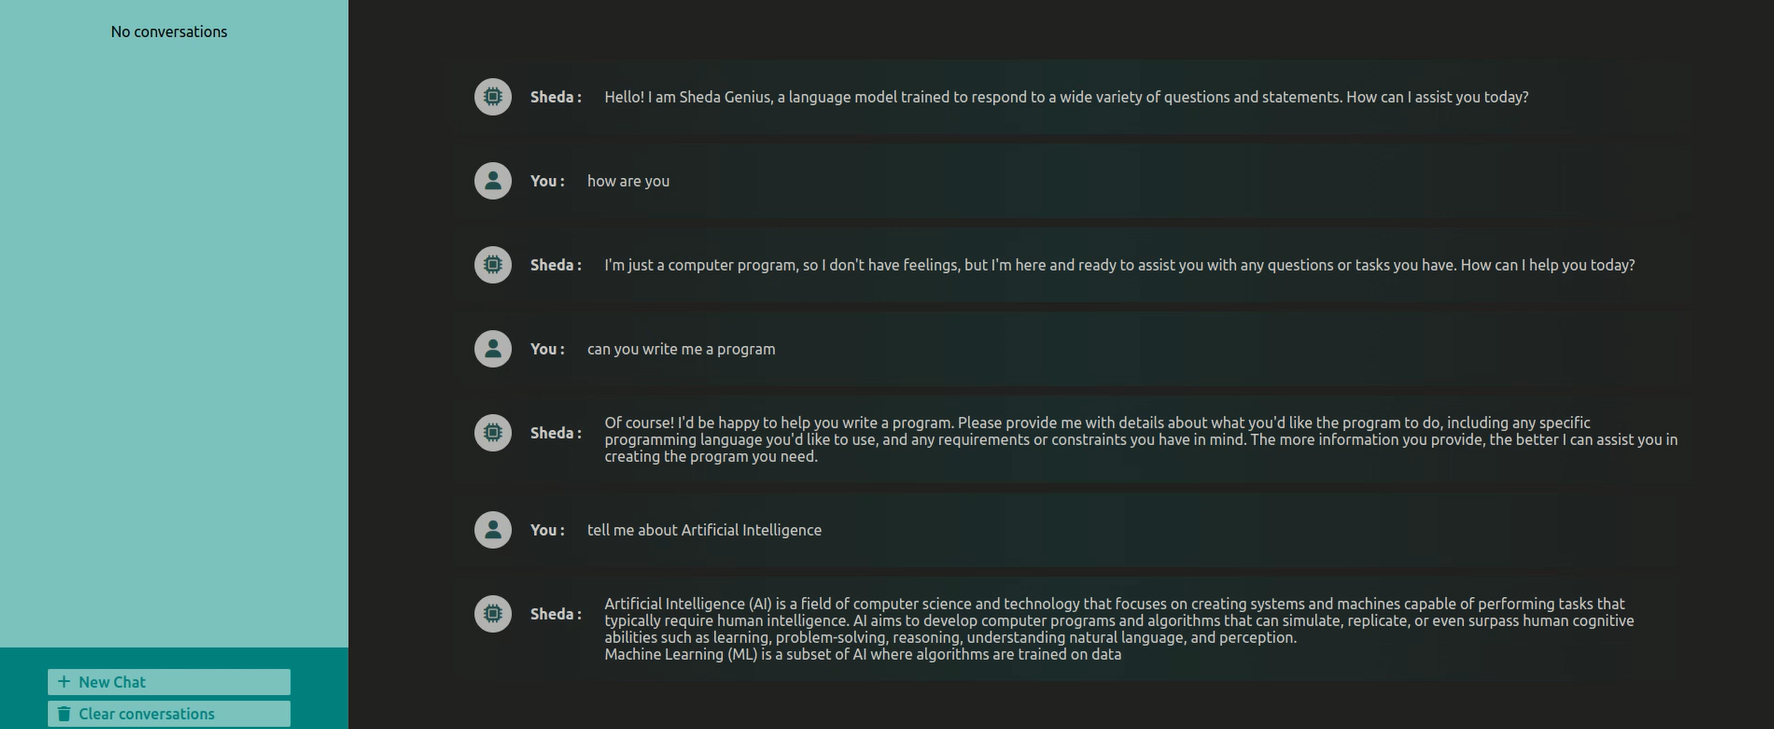 No conversations
Sheda : Hello! I am Sheda Genius, a language model trained to respond to a wide variety of questions and statements. How can I assist you today?
You : how are you
Sheda : I'm just a computer program, so I don't have feelings, but I'm here and ready to assist you with any questions or tasks you have. How can I help you today?
You : can you write me a program
Sheda : Of course! I'd be happy to help you write a program. Please provide me with details about what you'd like the program to do, including any specific
programming language you'd like to use, and any requirements or constraints you have in mind. The more information you provide, the better I can assist you in
creating the program you need.
You : tell me about Artificial Intelligence
Sheda : Artificial Intelligence (AI) is a field of computer science and technology that focuses on creating systems and machines capable of performing tasks that
typically require human intelligence. AI aims to develop computer programs and algorithms that can simulate, replicate, or even surpass human cognitive
abilities such as learning, problem-solving, reasoning, understanding natural language, and perception.
Machine Learning (ML) is a subset of AI where algorithms are trained on data
New Chat
Clear conversations